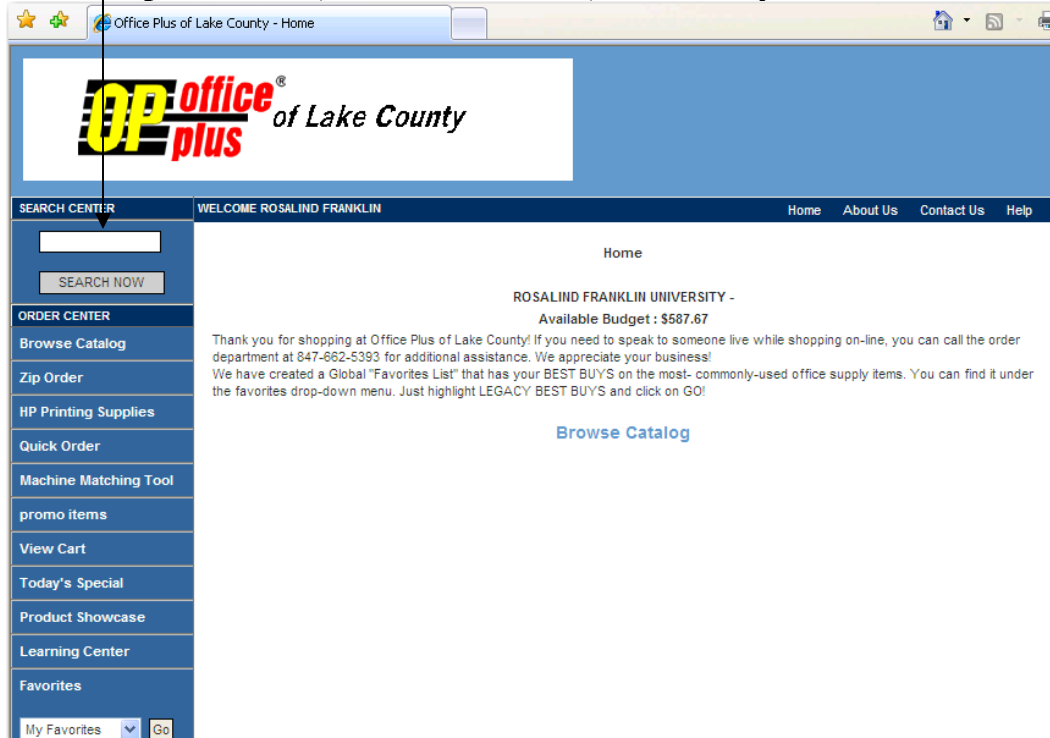 Office Plus of Lake County - Home
OP office® plus of Lake County
SEARCH CENTER
WELCOME ROSALIND FRANKLIN
Home About Us Contact Us Help
SEARCH NOW
ORDER CENTER
Browse Catalog
Zip Order
HP Printing Supplies
Quick Order
Machine Matching Tool
promo items
View Cart
Today's Special
Product Showcase
Learning Center
Favorites
My Favorites Go
Home
ROSALIND FRANKLIN UNIVERSITY -
Available Budget : $587.67
Thank you for shopping at Office Plus of Lake County! If you need to speak to someone live while shopping on-line, you can call the order
department at 847-662-5393 for additional assistance. We appreciate your business!
We have created a Global "Favorites List" that has your BEST BUYS on the most- commonly-used office supply items. You can find it under
the favorites drop-down menu. Just highlight LEGACY BEST BUYS and click on GO!
Browse Catalog